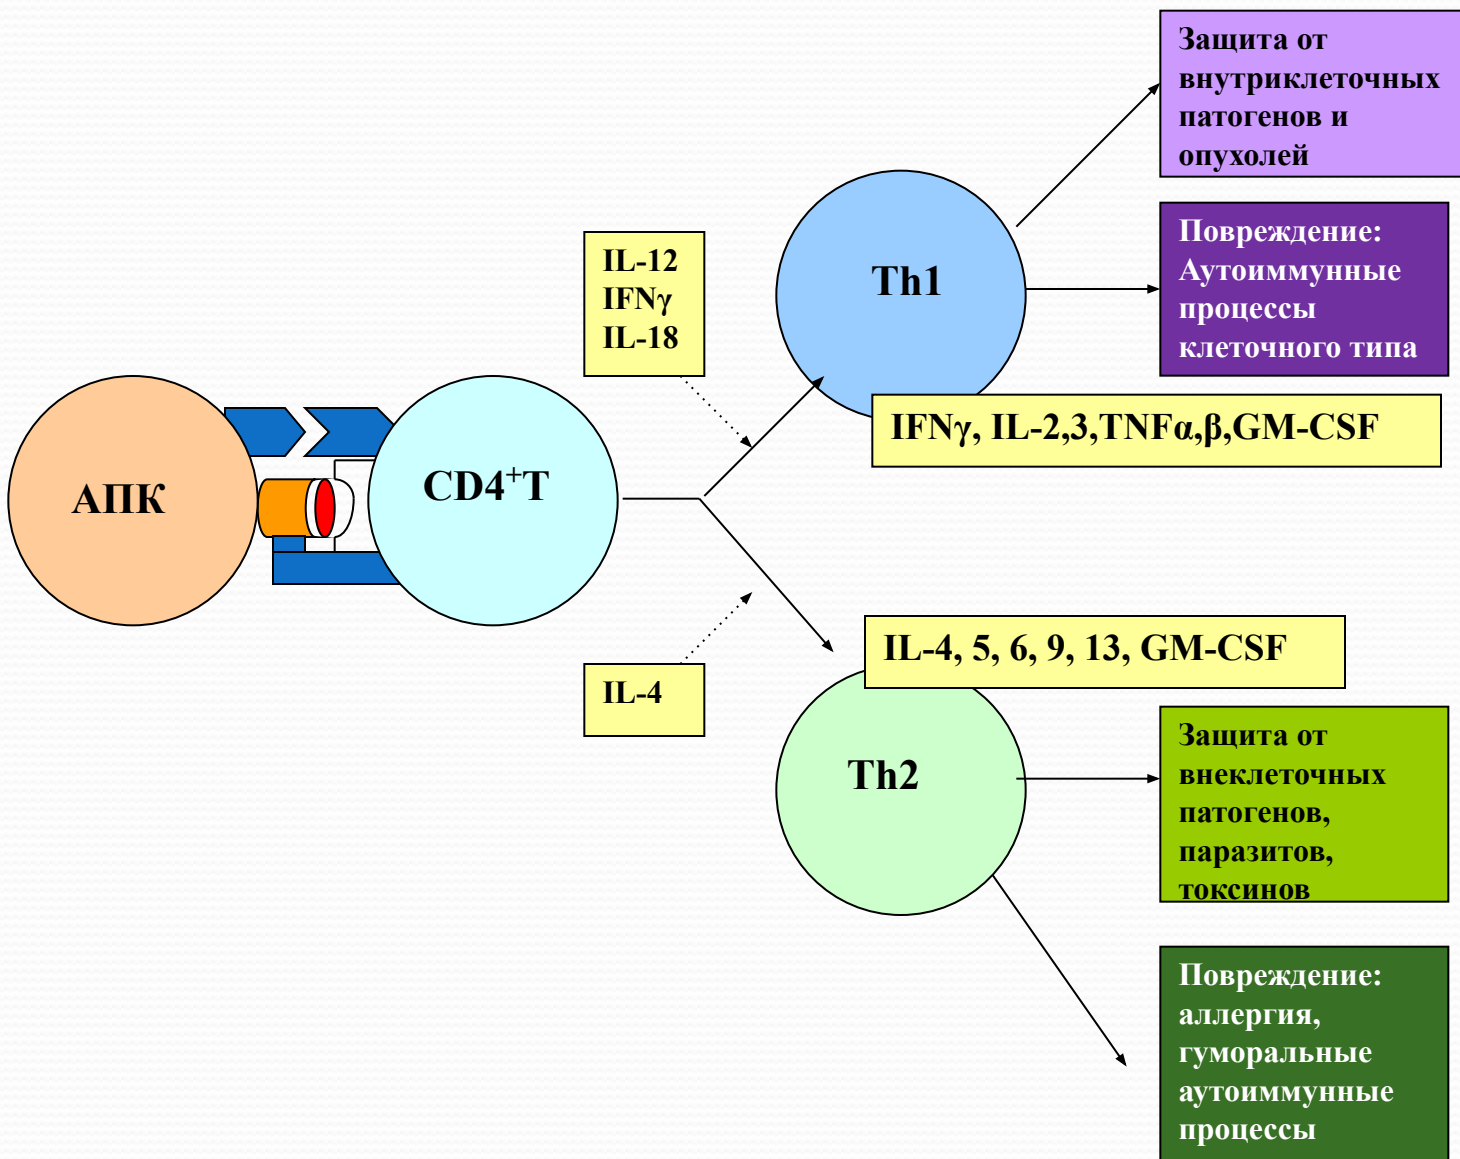 Защита от
внутриклеточных
патогенов и
опухолей
Повреждение:
Аутоиммунные
процессы
клеточного типа
IL-12
IFNγ
IL-18
Th1
IFNγ, IL-2,3,TNFα,β,GM-CSF
АПК
CD4⁺T
IL-4, 5, 6, 9, 13, GM-CSF
IL-4
Th2
Защита от
внеклеточных
патогенов,
паразитов,
токсинов
Повреждение:
аллергия,
гуморальные
аутоиммунные
процессы